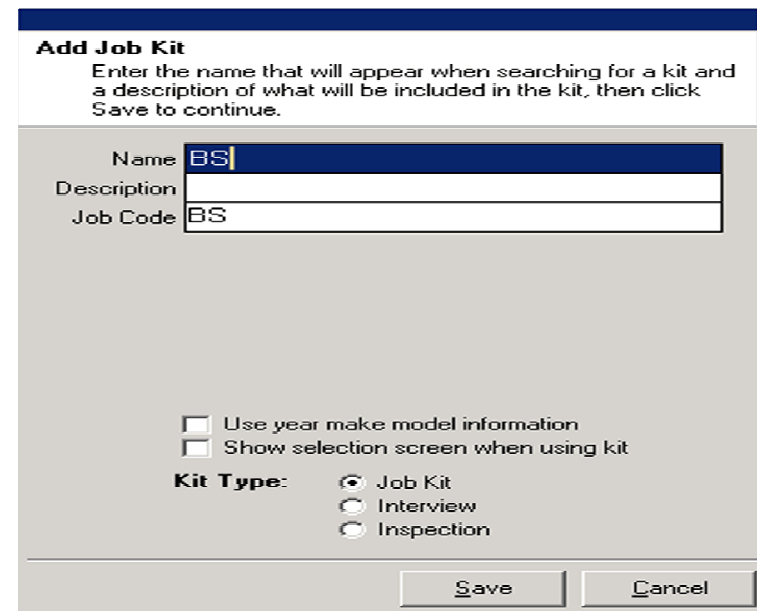 Add Job Kit
Enter the name that will appear when searching for a kit and
a description of what will be included in the kit, then click
Save to continue.
Name BS
Description
Job Code BS
Use year make model information
Show selection screen when using kit
Kit Type: Job Kit
Interview
Inspection
Save Cancel